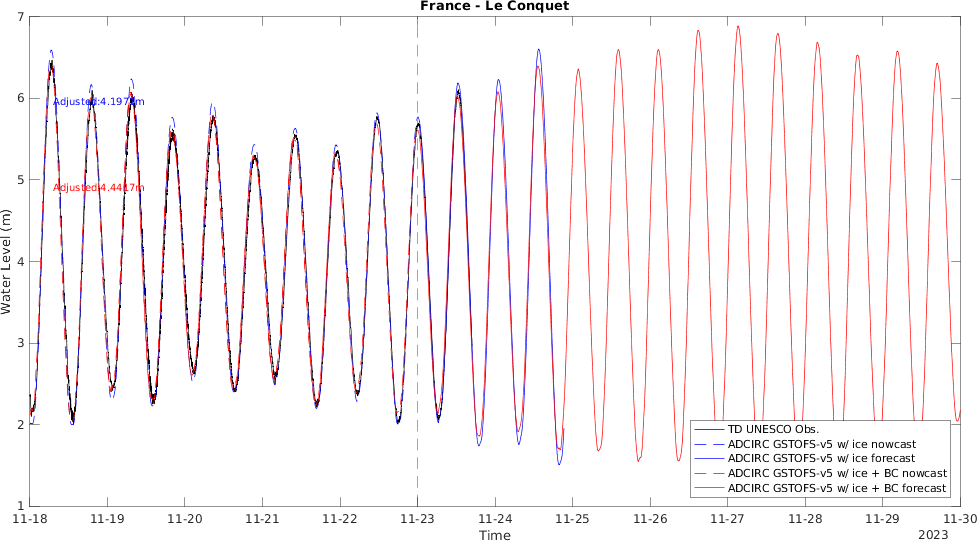 France - Le Conquet
7
6
5
4
3
2
1
Water Level (m)
Adjusted:4.197 m
Adjusted:4.4417m
TD UNESCO Obs.
ADCIRC GSTOFS-v5 w/ ice nowcast
ADCIRC GSTOFS-v5 w/ ice forecast
ADCIRC GSTOFS-v5 w/ ice + BC nowcast
ADCIRC GSTOFS-v5 w/ ice + BC forecast
11-18 11-19 11-20 11-21 11-22 11-23 11-24 11-25 11-26 11-27 11-28 11-29 11-30
Time
2023